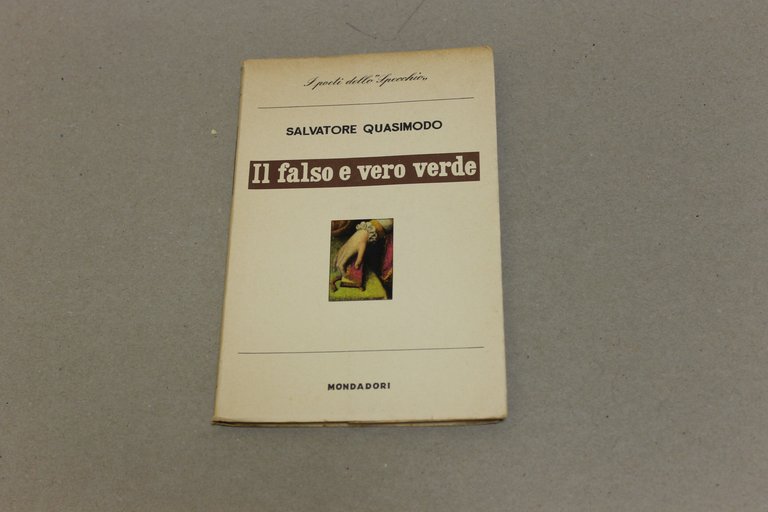 I poeti dello "Specchio„
SALVATORE QUASIMODO
Il falso e vero verde
MONDADORI